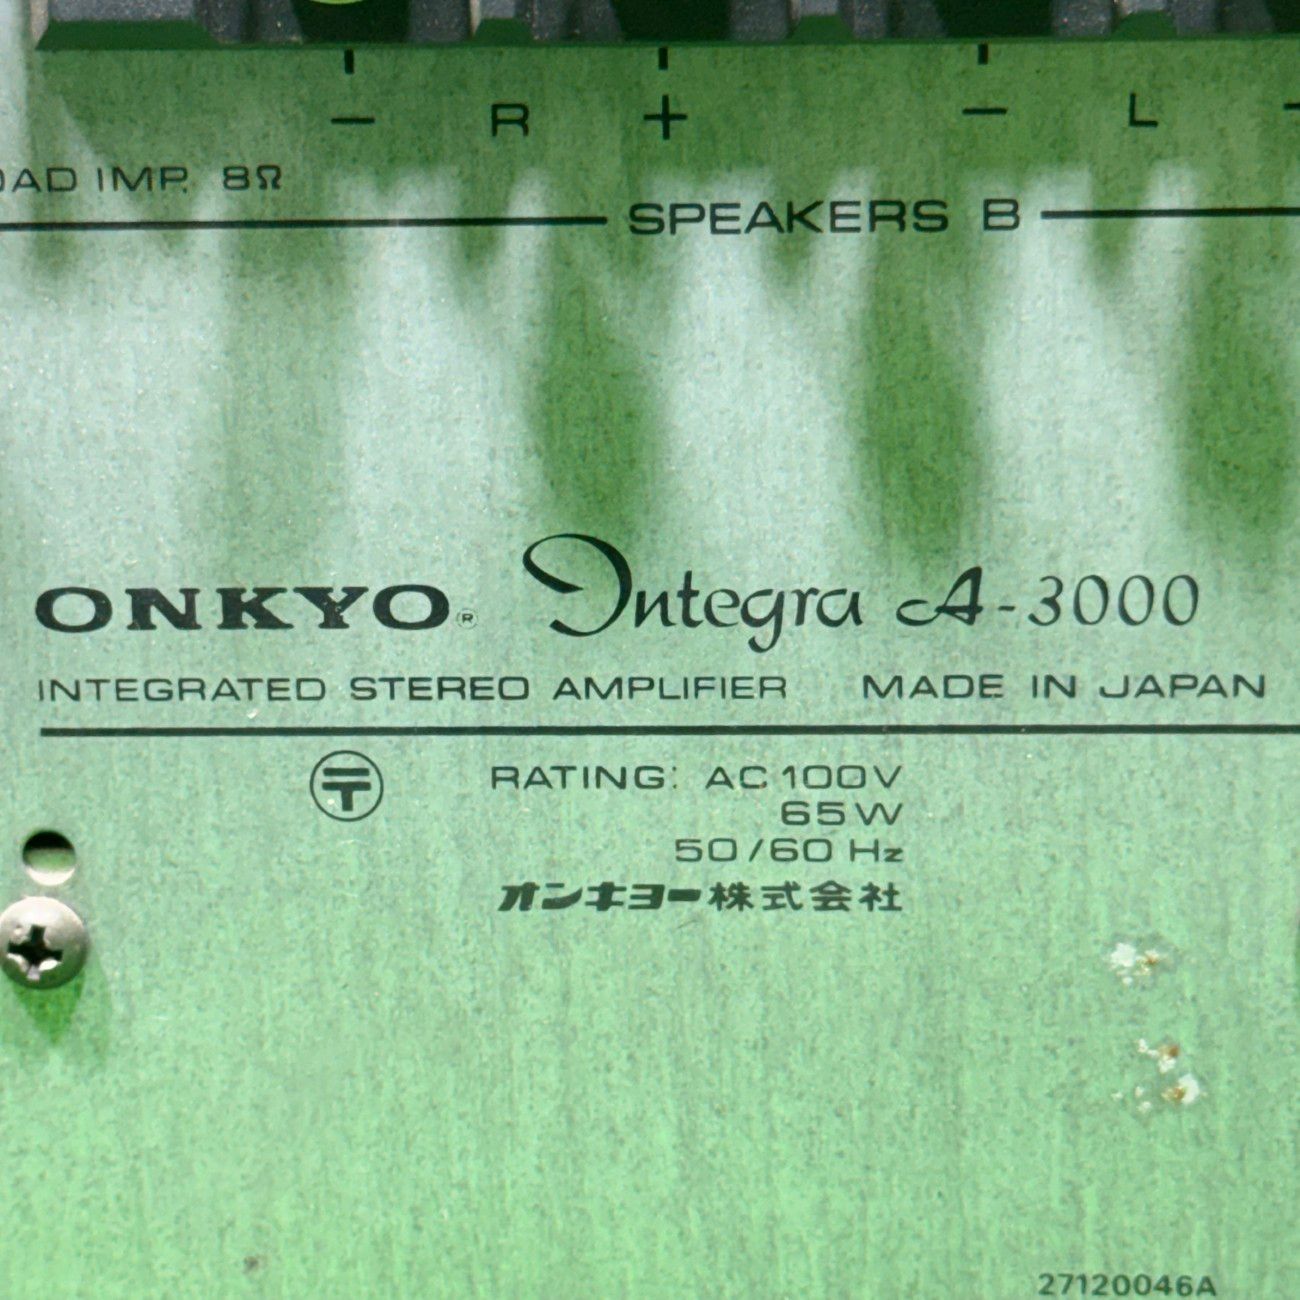 − R + − L
OAD IMP. 8Ω
SPEAKERS B
ONKYO® Integra A-3000
INTEGRATED STEREO AMPLIFIER MADE IN JAPAN
〒 RATING: AC 100V
65W
50/60 Hz
オンキヨー株式会社
27120046A